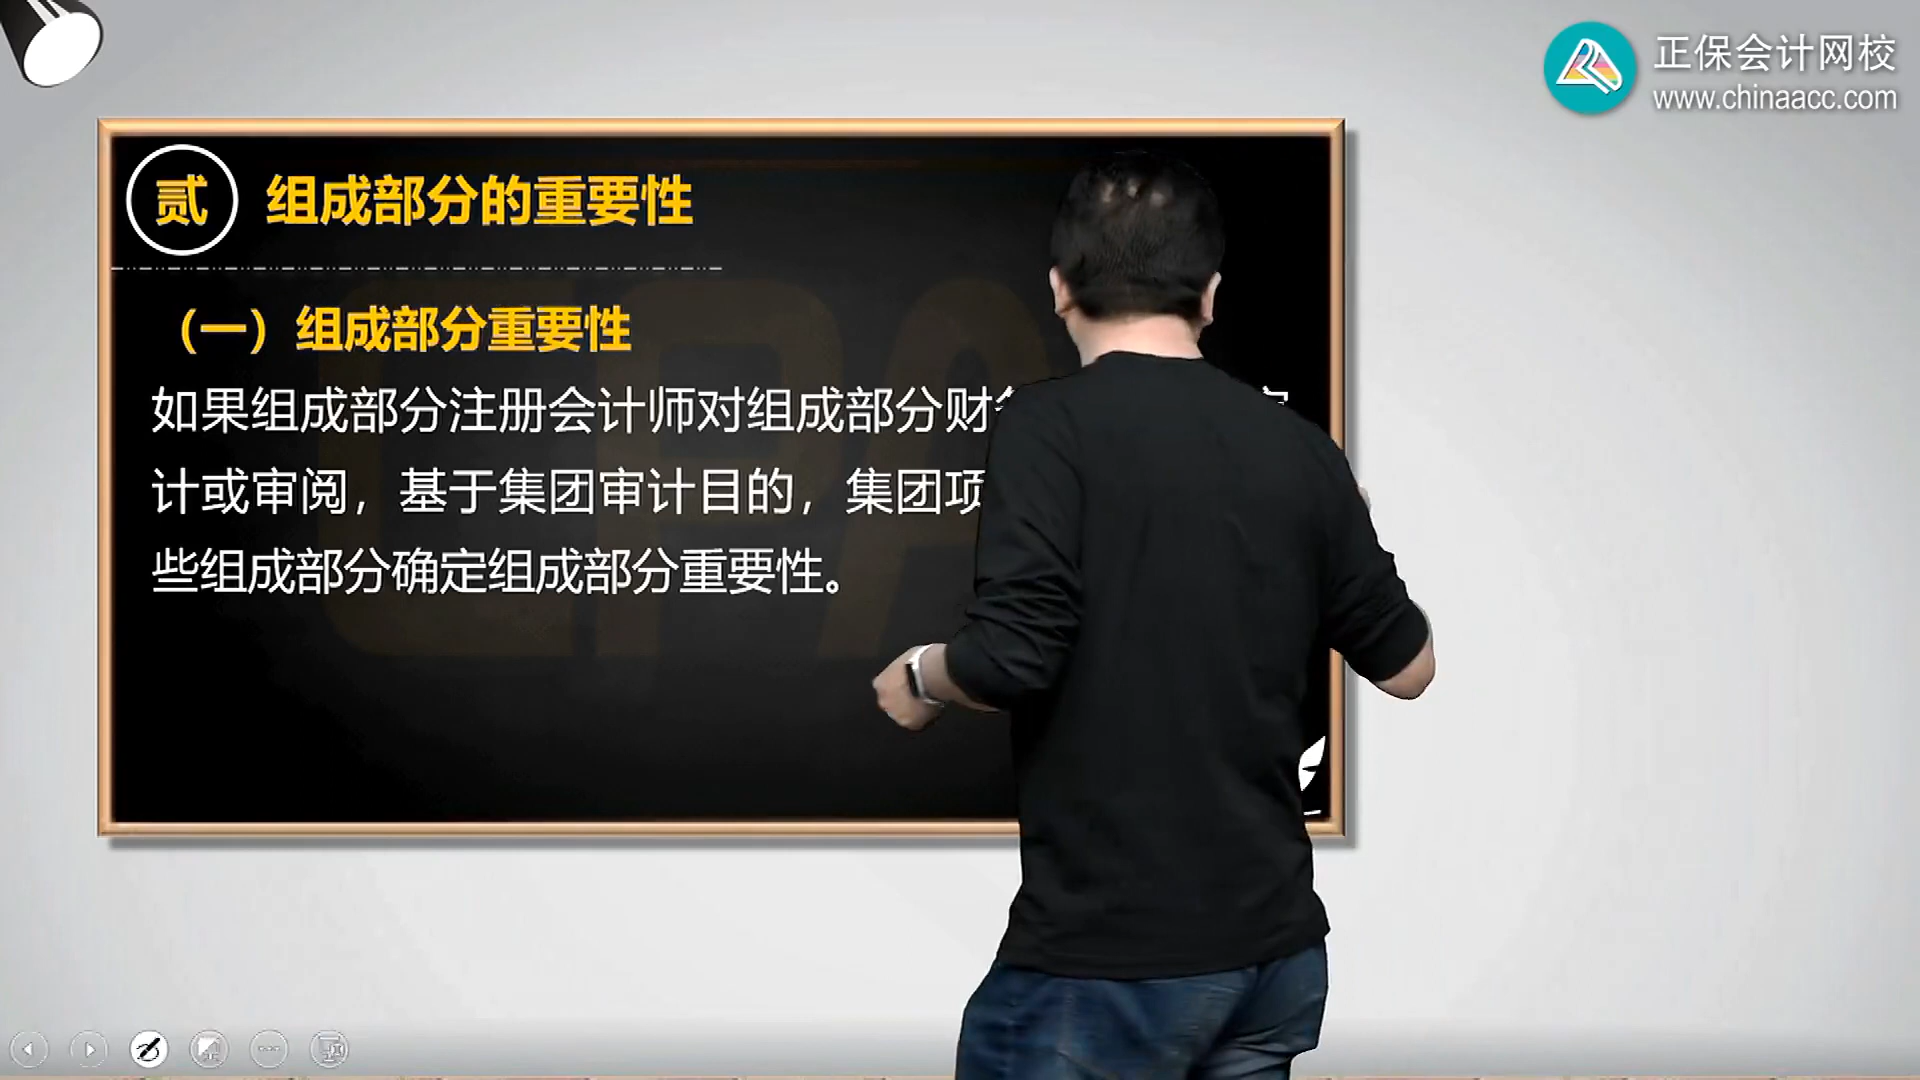 正保会计网校
www.chinaacc.com
贰 组成部分的重要性
（一）组成部分重要性
如果组成部分注册会计师对组成部分财
计或审阅，基于集团审计目的，集团项
些组成部分确定组成部分重要性。